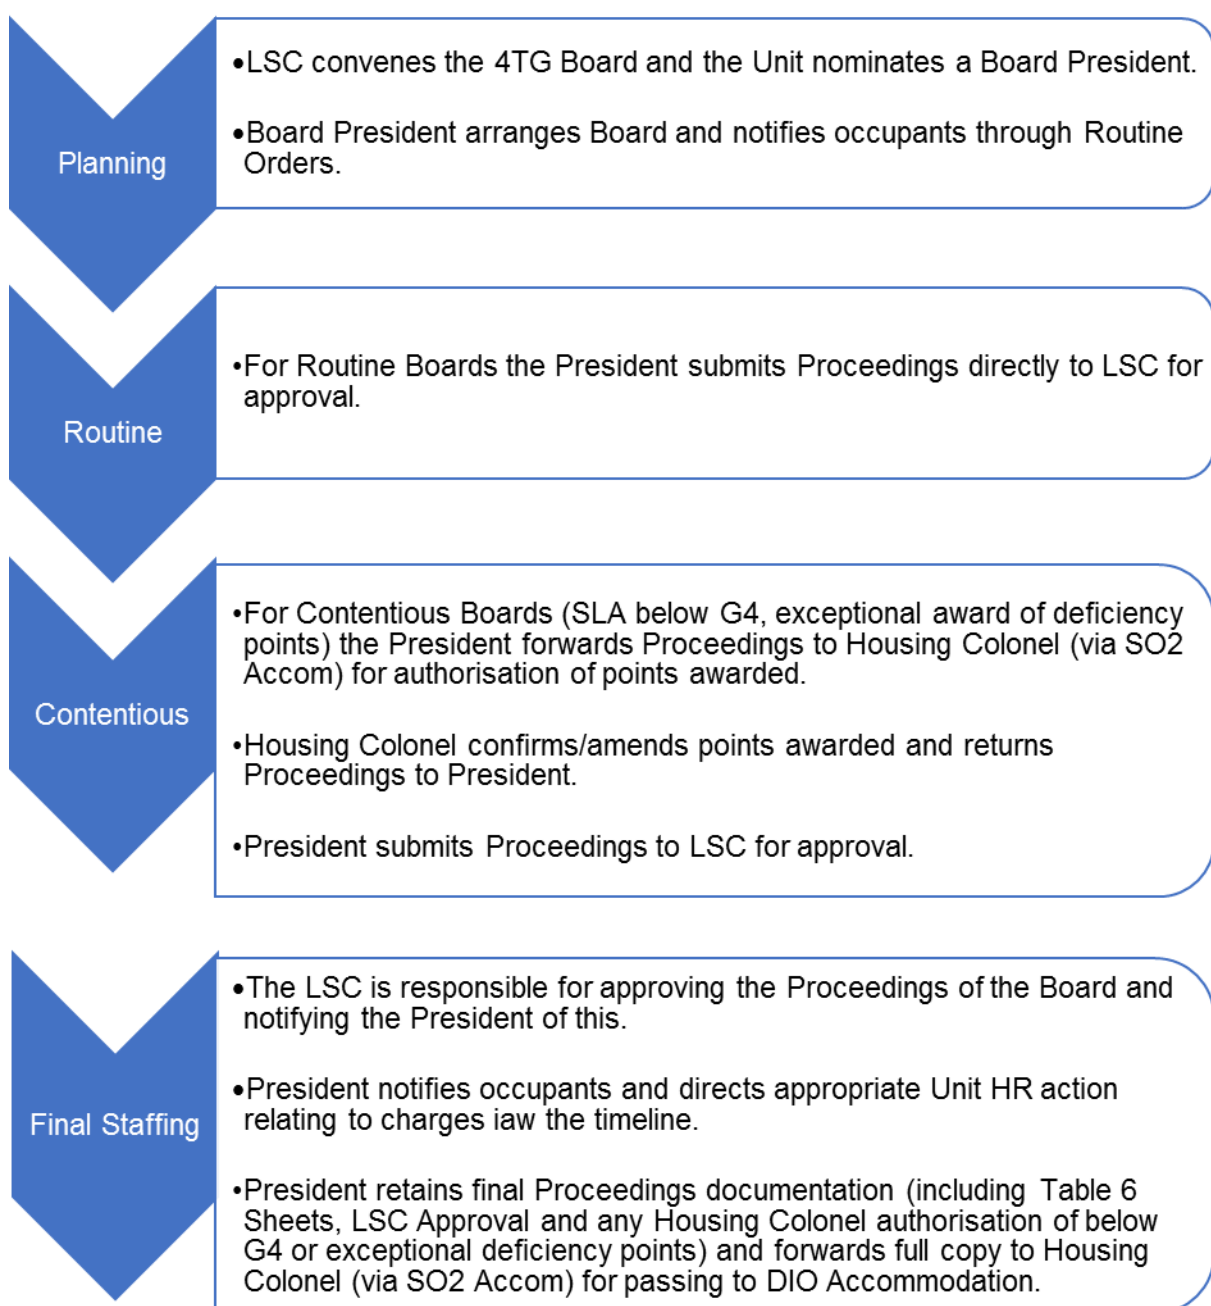 Planning
•LSC convenes the 4TG Board and the Unit nominates a Board President.
•Board President arranges Board and notifies occupants through Routine
Orders.
Routine
•For Routine Boards the President submits Proceedings directly to LSC for
approval.
Contentious
•For Contentious Boards (SLA below G4, exceptional award of deficiency
points) the President forwards Proceedings to Housing Colonel (via SO2
Accom) for authorisation of points awarded.
•Housing Colonel confirms/amends points awarded and returns
Proceedings to President.
•President submits Proceedings to LSC for approval.
Final Staffing
•The LSC is responsible for approving the Proceedings of the Board and
notifying the President of this.
•President notifies occupants and directs appropriate Unit HR action
relating to charges iaw the timeline.
•President retains final Proceedings documentation (including Table 6
Sheets, LSC Approval and any Housing Colonel authorisation of below
G4 or exceptional deficiency points) and forwards full copy to Housing
Colonel (via SO2 Accom) for passing to DIO Accommodation.